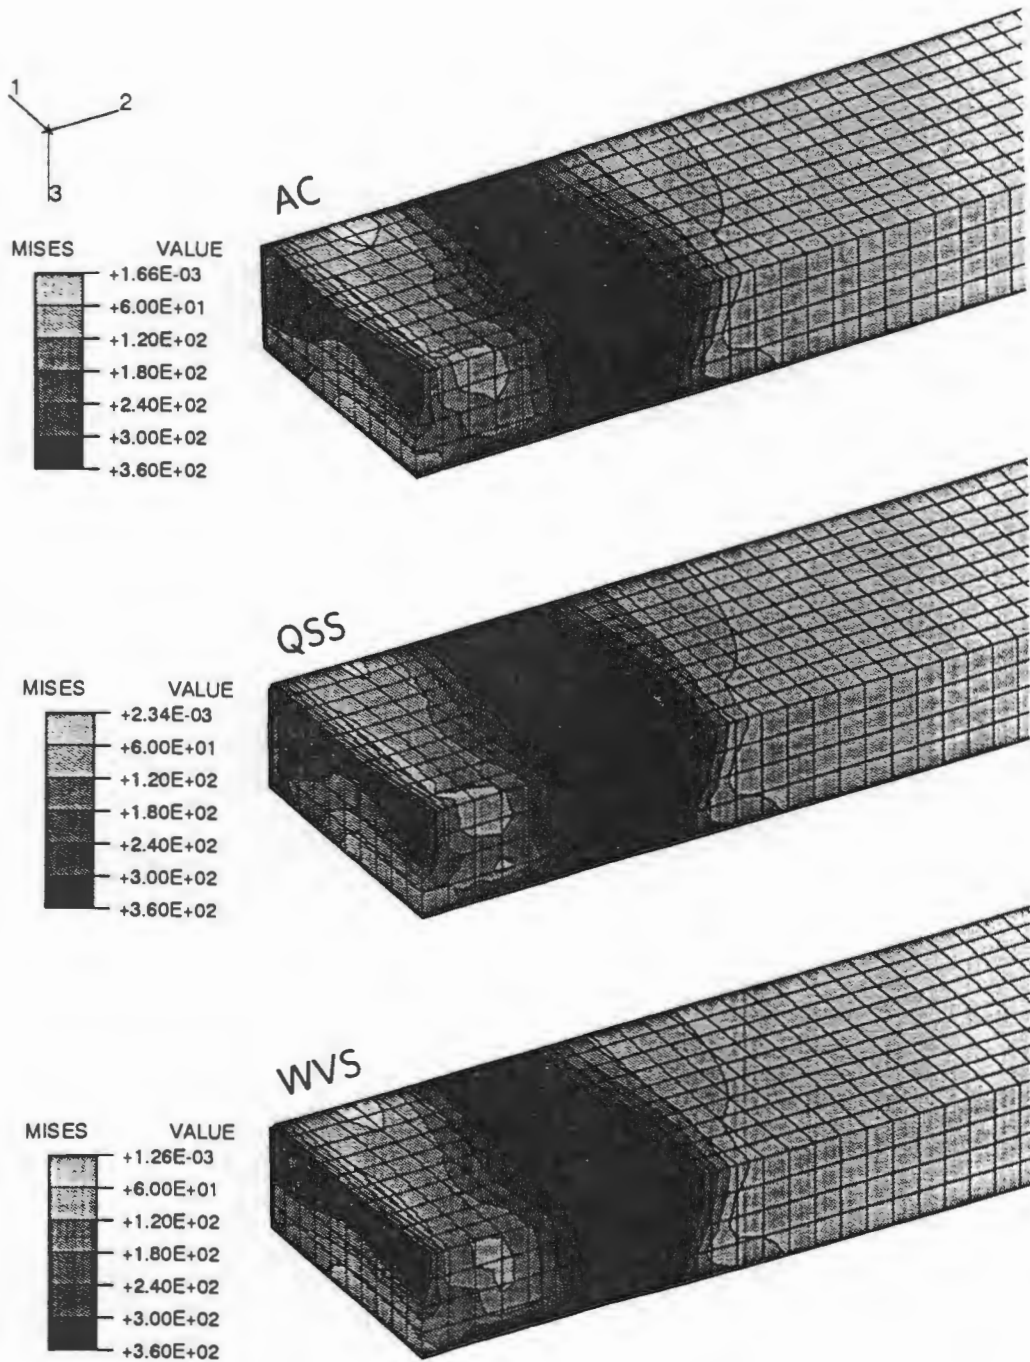 1
2
3
AC
MISES VALUE
+1.66E-03
+6.00E+01
+1.20E+02
+1.80E+02
+2.40E+02
+3.00E+02
+3.60E+02
QSS
MISES VALUE
+2.34E-03
+6.00E+01
+1.20E+02
+1.80E+02
+2.40E+02
+3.00E+02
+3.60E+02
WVS
MISES VALUE
+1.26E-03
+6.00E+01
+1.20E+02
+1.80E+02
+2.40E+02
+3.00E+02
+3.60E+02